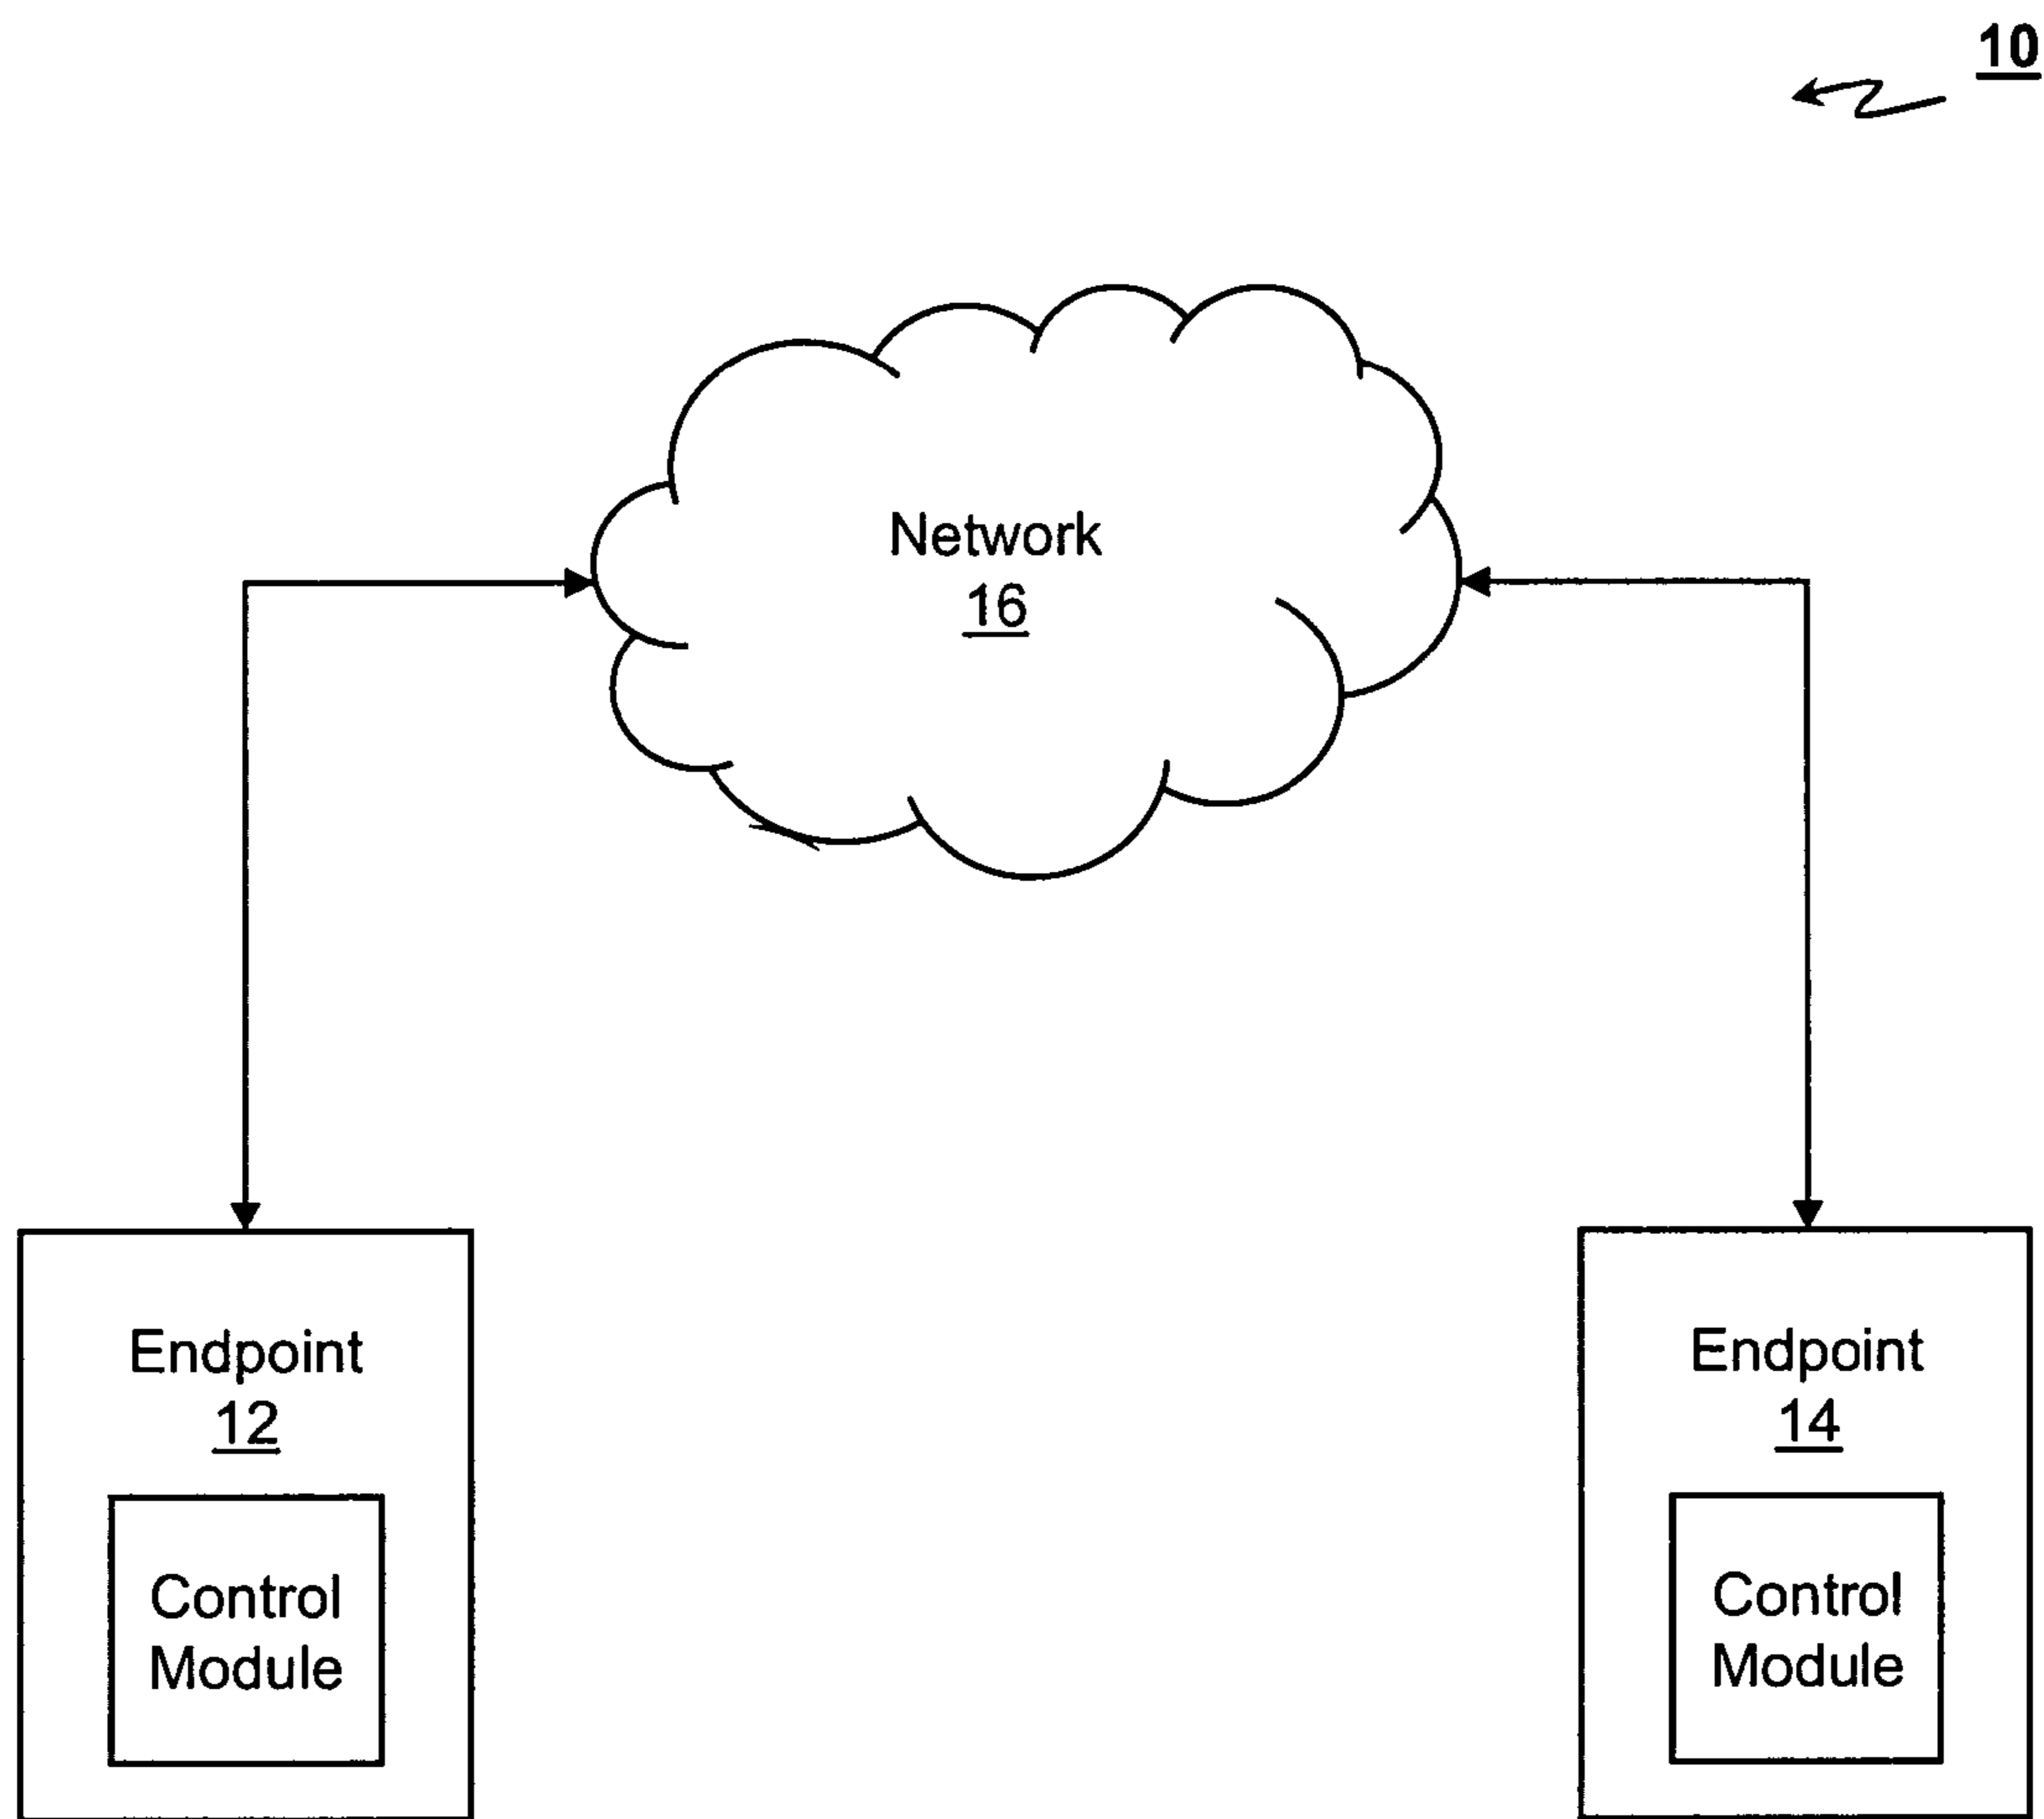 10
Network
16
Endpoint
12
Control
Module
Endpoint
14
Control
Module